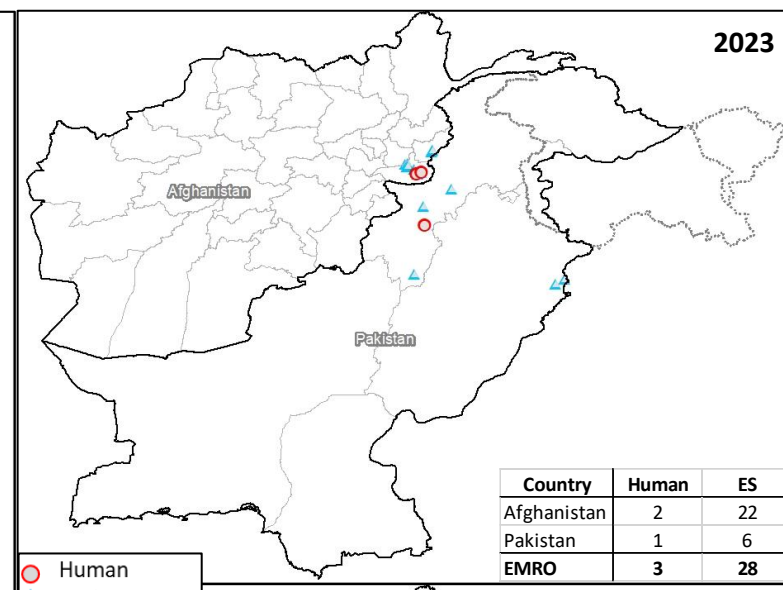 2023
Afghanistan
Pakistan
Country Human ES
Afghanistan 2 22
Pakistan 1 6
EMRO 3 28
Human